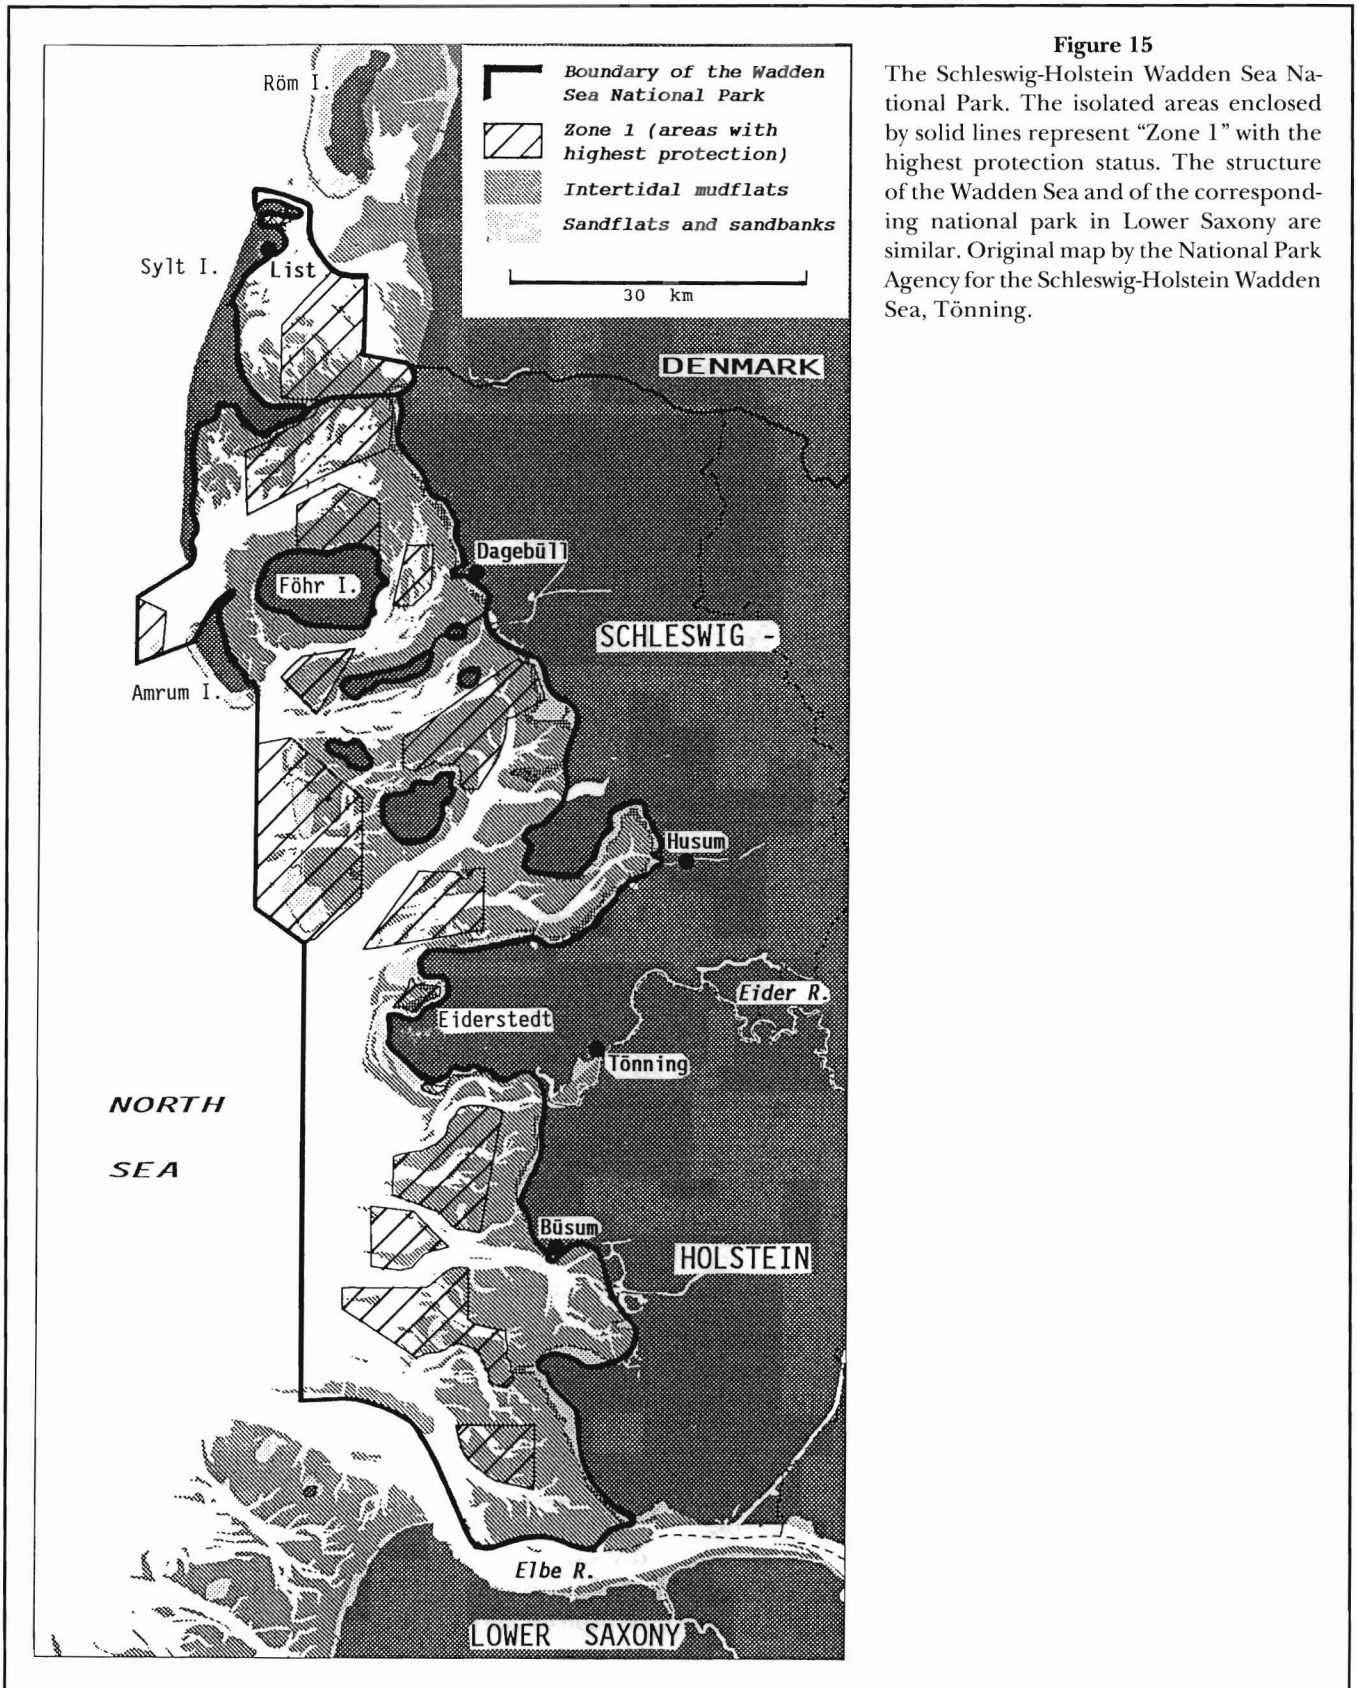 Figure 15
The Schleswig-Holstein Wadden Sea Na-
tional Park. The isolated areas enclosed
by solid lines represent “Zone 1” with the
highest protection status. The structure
of the Wadden Sea and of the correspond-
ing national park in Lower Saxony are
similar. Original map by the National Park
Agency for the Schleswig-Holstein Wadden
Sea, Tönning.
Boundary of the Wadden
Sea National Park
Zone 1 (areas with
highest protection)
Intertidal mudflats
Sandflats and sandbanks
30 km
Röm I.
Sylt I.
List
DENMARK
Dagebüll
Föhr I.
SCHLESWIG -
Amrum I.
Husum
Eider R.
Eiderstedt
Tönning
NORTH
SEA
Büsum
HOLSTEIN
Elbe R.
LOWER SAXONY